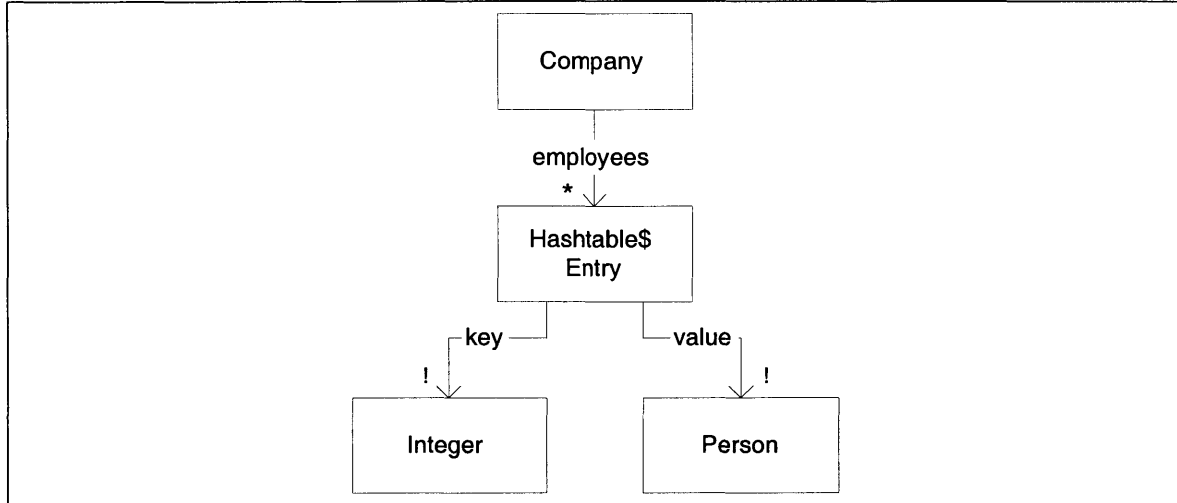 Company
employees
*
Hashtable$
Entry
key
value
!
!
Integer
Person